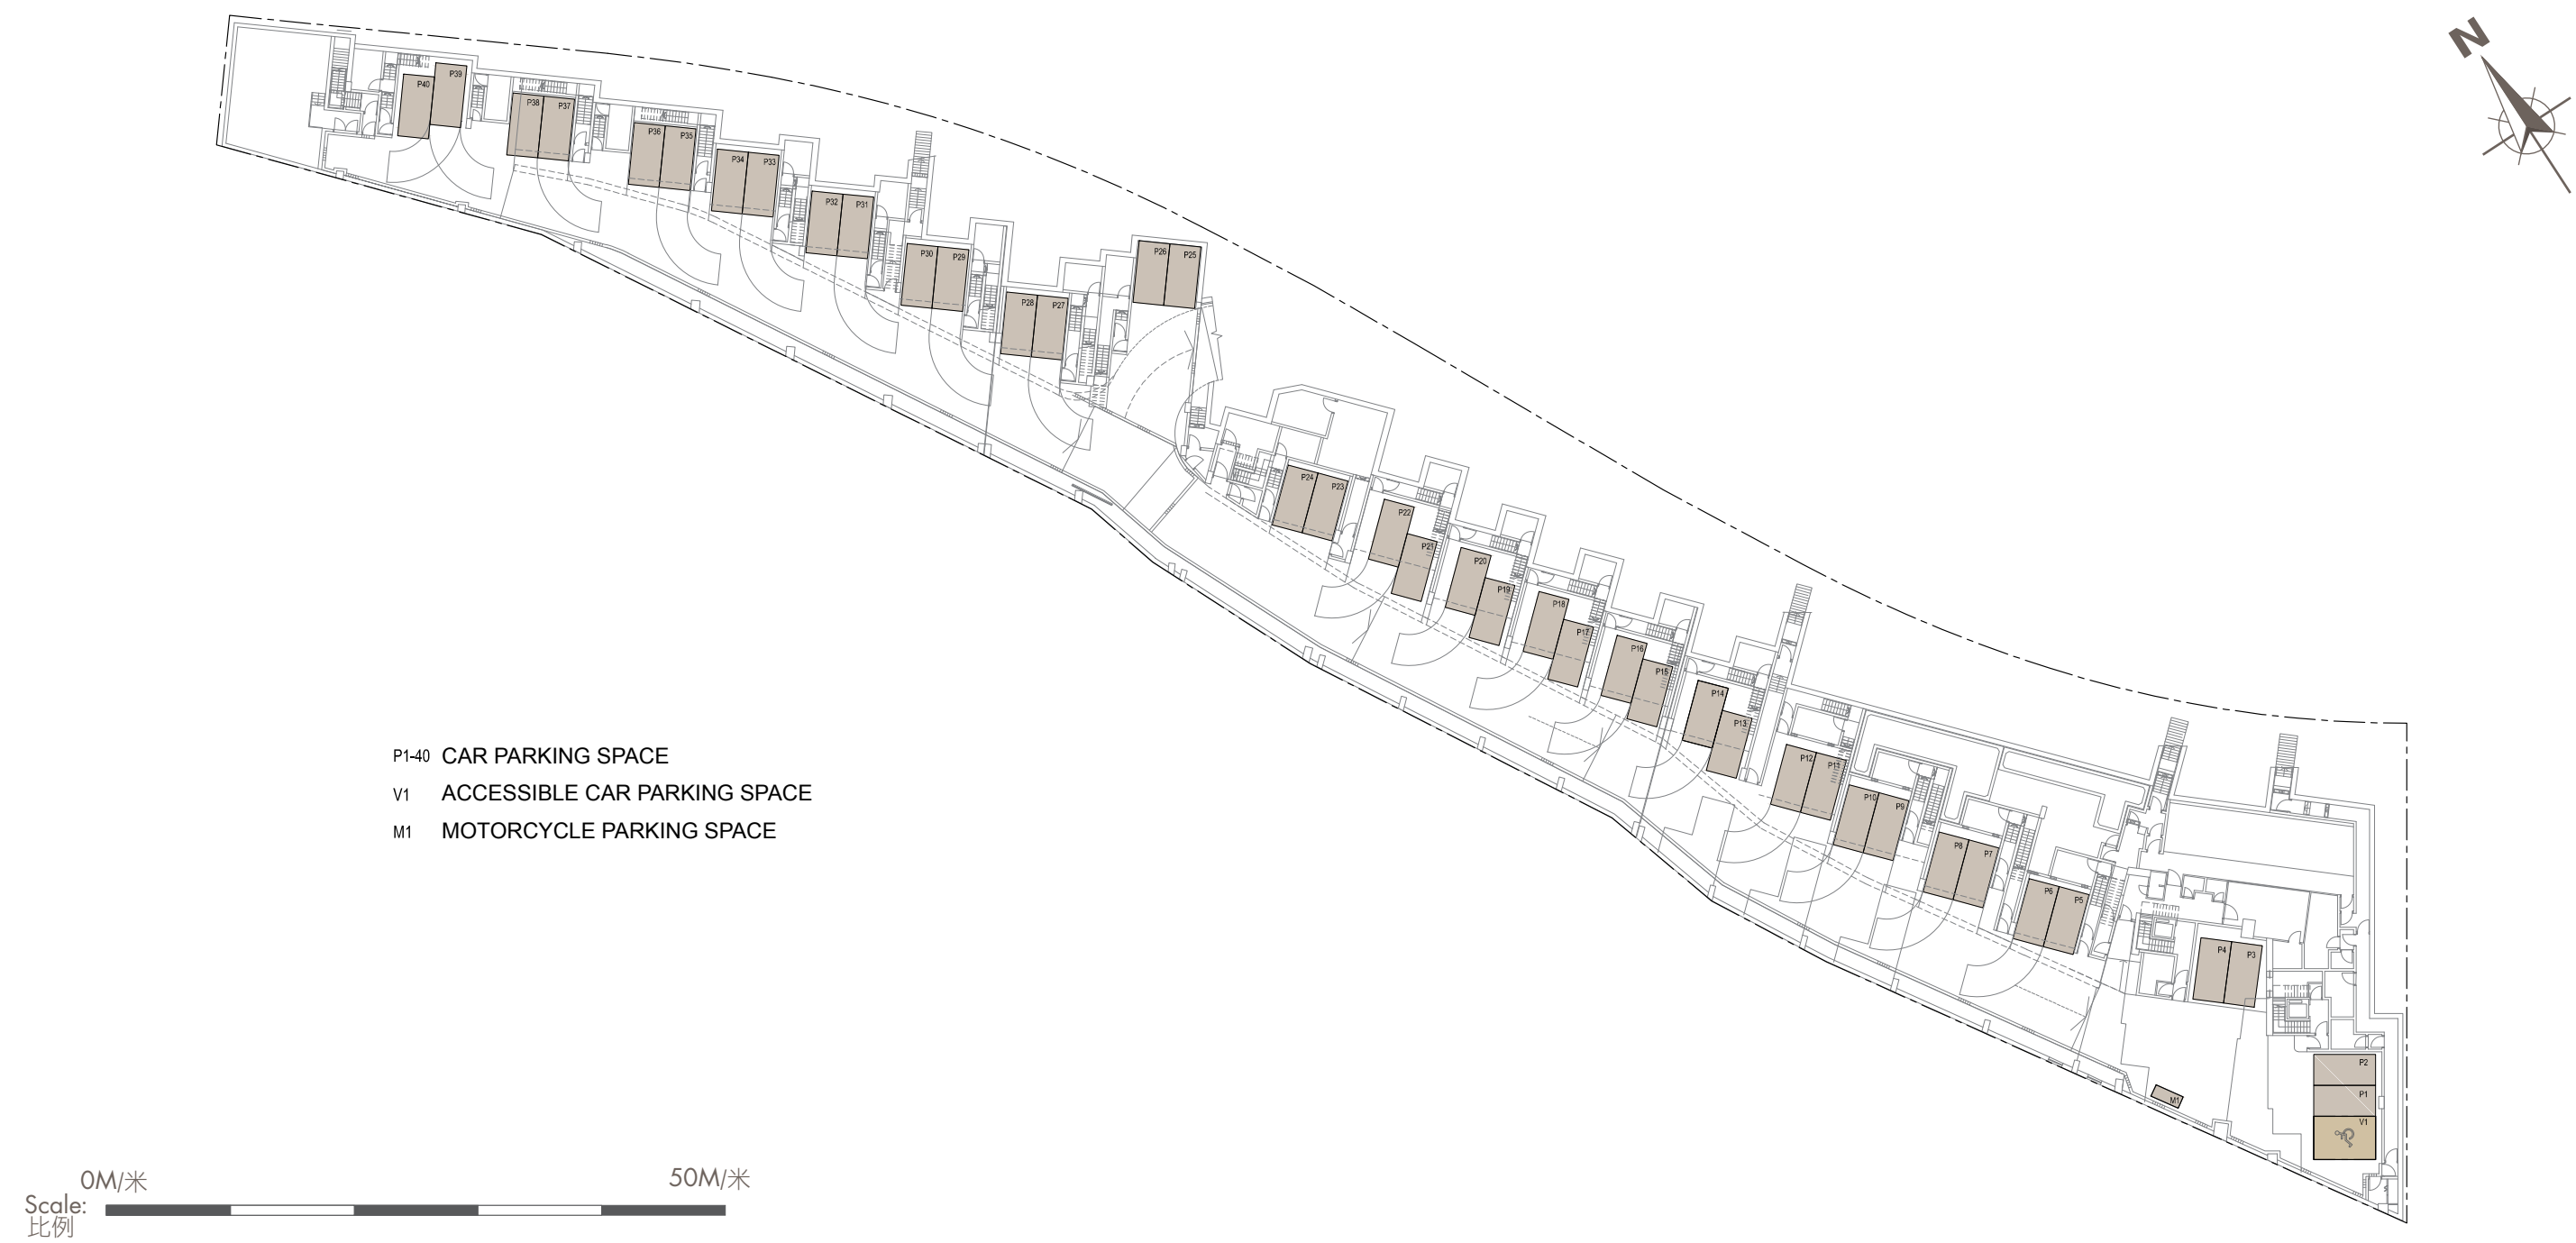 N
P39
P40
P38
P37
P36
P35
P34
P33
P32
P31
P30
P29
P28
P27
P26
P25
P24
P23
P22
P21
P20
P19
P18
P17
P16
P15
P14
P13
P12
P11
P10
P9
P8
P7
P6
P5
P4
P3
P2
P1
V1
M1
P1-40 CAR PARKING SPACE
V1 ACCESSIBLE CAR PARKING SPACE
M1 MOTORCYCLE PARKING SPACE
0M/米 50M/米
Scale:
比例